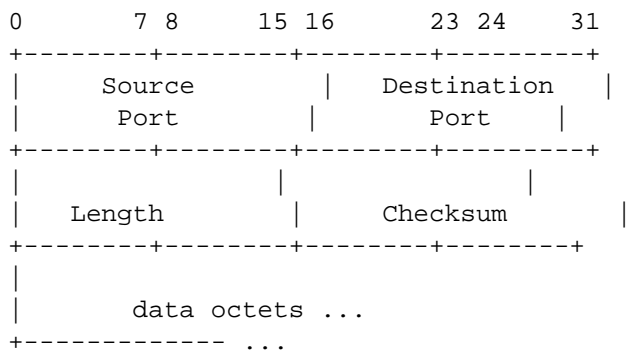 0        7 8       15 16       23 24      31
+--------+--------+--------+---------+
|      Source         |    Destination    |
|       Port         |        Port     |
+--------+--------+--------+---------+
|                  |                 |
|    Length         |      Checksum        |
+--------+--------+--------+--------+
|
|        data octets ...
+------------- ...